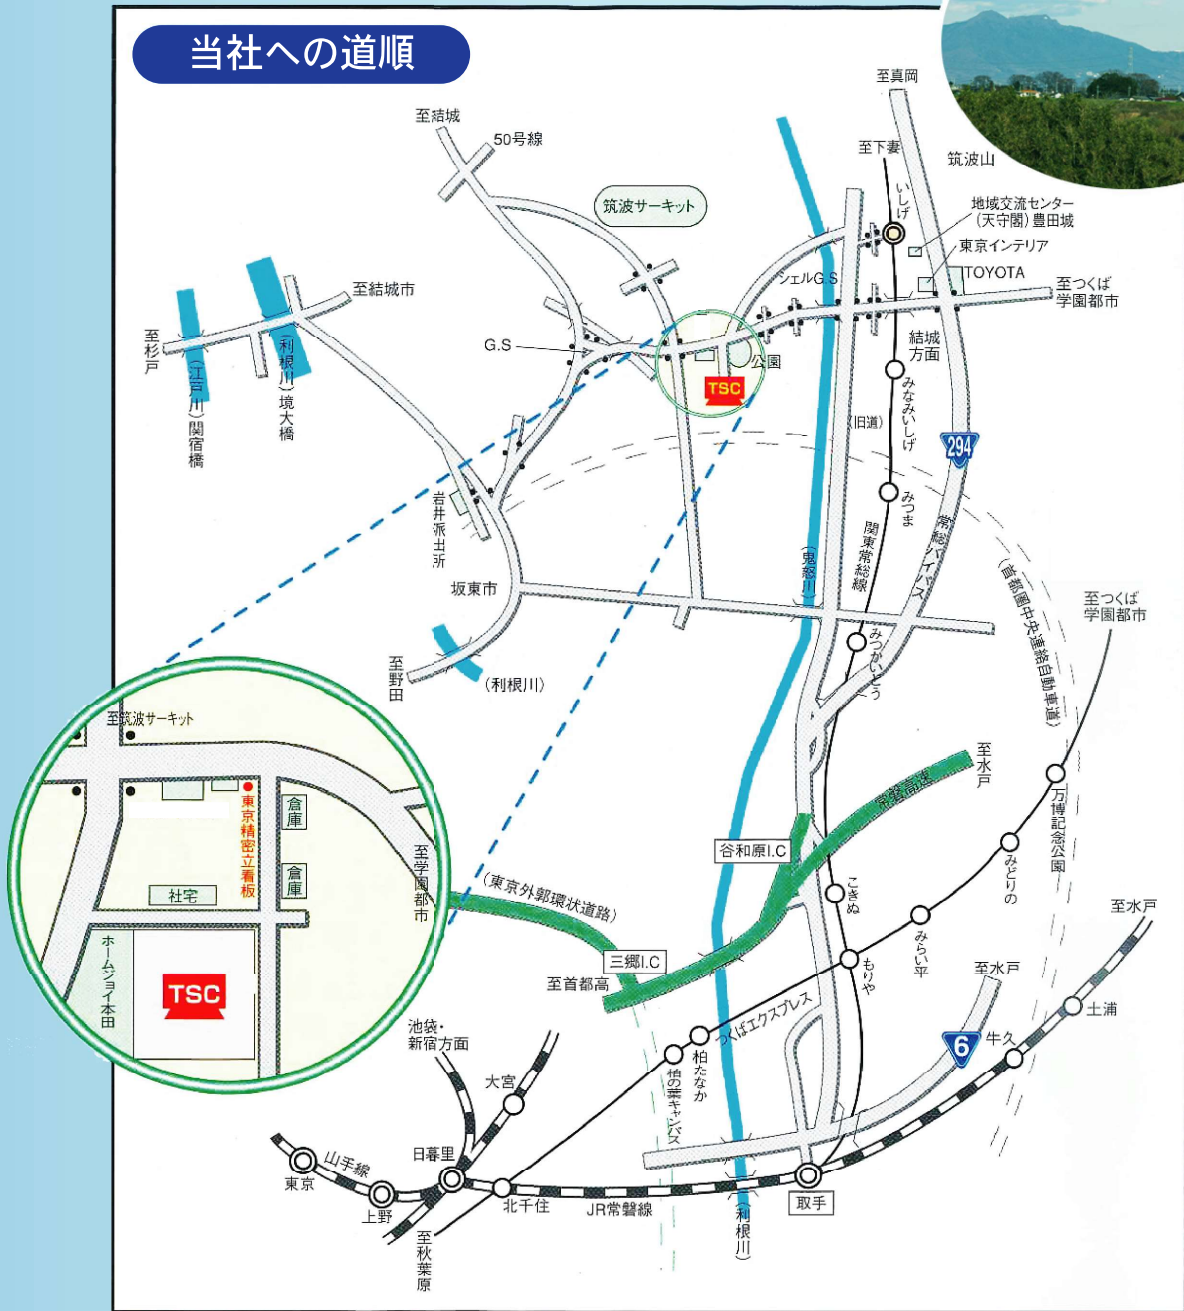 当社への道順
至真岡
至結城
50号線
至下妻
筑波山
いしげ
筑波サーキット
地域交流センター
(天守閣)豊田城
東京インテリア
TOYOTA
シェルG.S
至つくば
学園都市
至結城市
至杉戸
(江戸川)関宿橋
(利根川)境大橋
G.S
公園
TSC
結城
方面
みなみいしげ
(旧道)
294
みつま
岩井派出所
関東常総線
常総バイパス
(鬼怒川)
(首都圏中央連絡自動車道)
坂東市
至つくば
学園都市
みつかいどう
至野田
(利根川)
至筑波サーキット
至水戸
常磐高速
谷和原I.C
万博記念公園
みどりの
東京精密立看板
倉庫
倉庫
社宅
至学園都市
(東京外郭環状道路)
こきぬ
至水戸
みらい平
ホームジョイ本田
TSC
三郷I.C
至首都高
もりや
至水戸
つくばエクスプレス
土浦
池袋・
新宿方面
6
牛久
柏たなか
柏の葉キャンパス
大宮
日暮里
山手線
東京
上野
北千住
JR常磐線
取手
至秋葉原
(利根川)